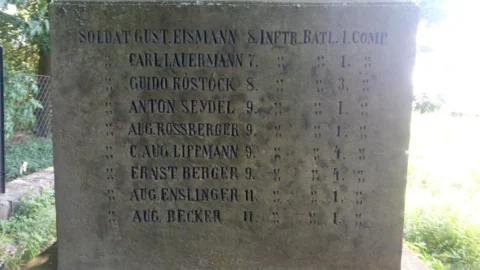 SOLDAT GUST. EISMANN 8. INFTR. BATL. 1. COMP.
" CARL LAUERMANN 7. " " 1. "
" GUIDO KÖSTOCK 8. " " 3. "
" ANTON SEYDEL 9. " " 1. "
" AUG. ROSSBERGER 9. " " 1. "
" C. AUG. LIPPMANN 9. " " 4. "
" ERNST BERGER 9. " " 4. "
" AUG. ENSLINGER 11. " " 1. "
" AUG. BECKER 11. " " 1. "